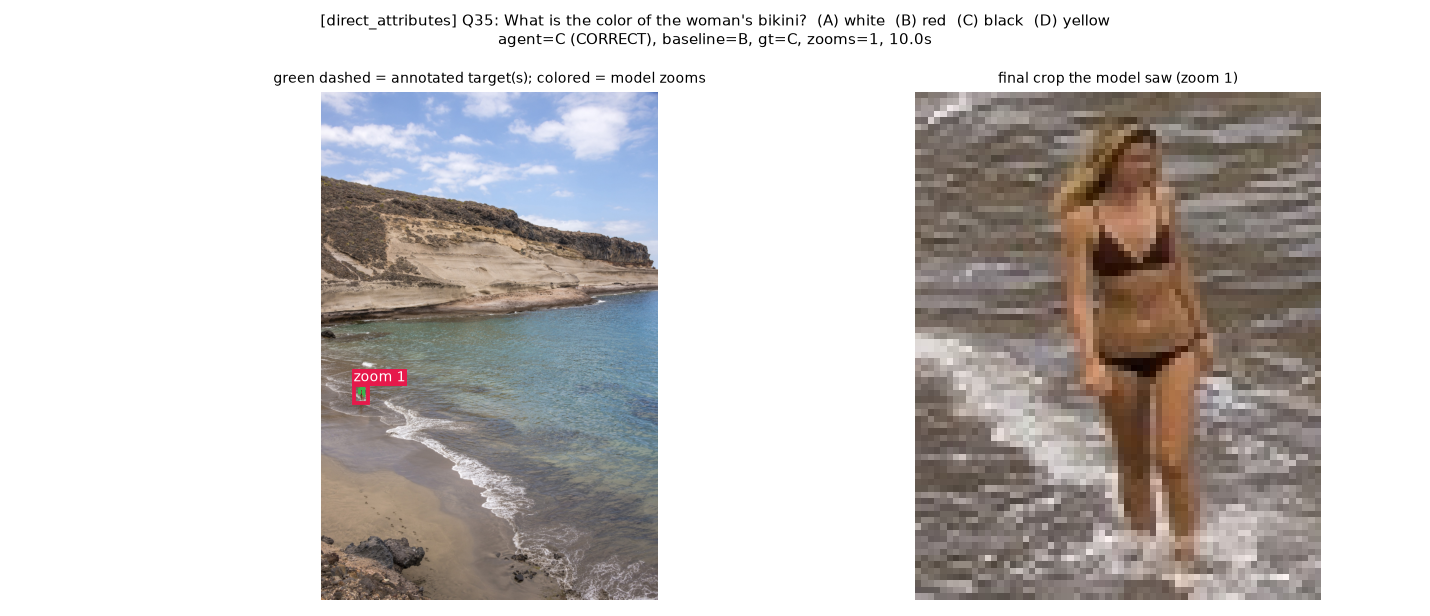 [direct_attributes] Q35: What is the color of the woman's bikini?  (A) white  (B) red  (C) black  (D) yellow
agent=C (CORRECT), baseline=B, gt=C, zooms=1, 10.0s
green dashed = annotated target(s); colored = model zooms
final crop the model saw (zoom 1)
zoom 1